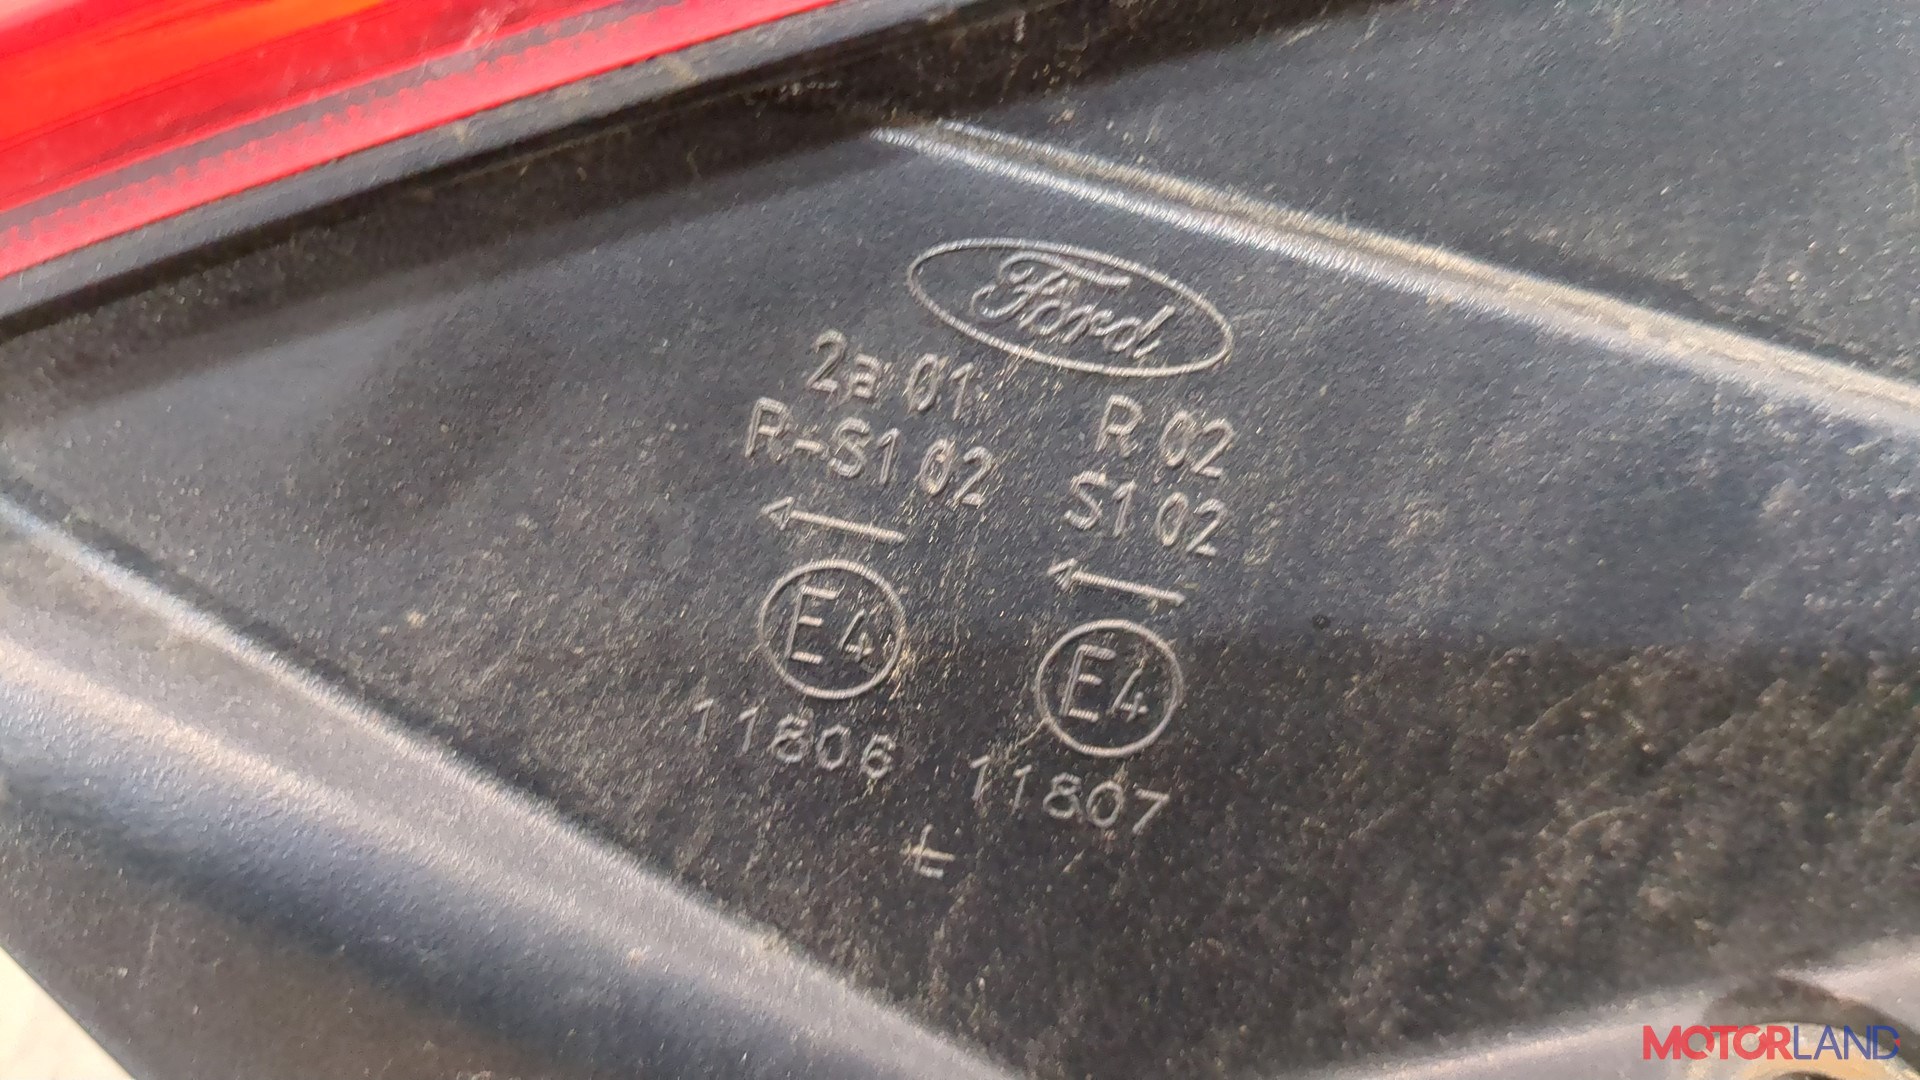 Ford
2a 01
R-S1 02
E4
11806
R 02
S1 02
E4
11807
MOTORLAND